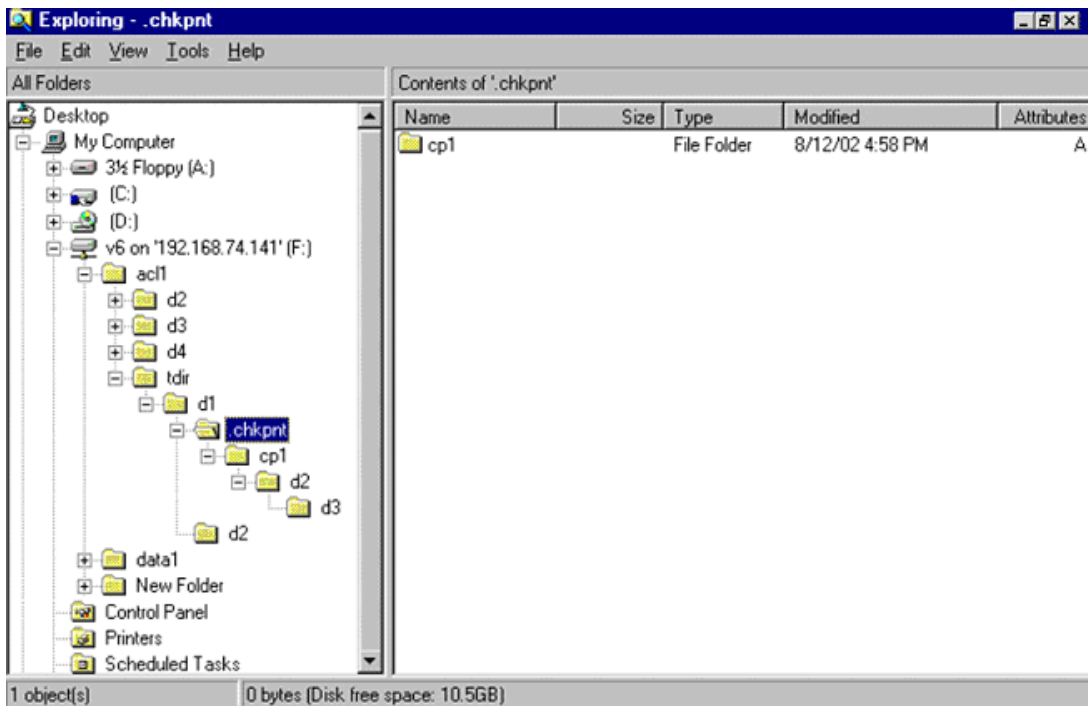 Exploring - .chkpnt
File Edit View Tools Help
All Folders
Contents of '.chkpnt'
Desktop
My Computer
3½ Floppy (A:)
(C:)
(D:)
v6 on '192.168.74.141' (F:)
acl1
d2
d3
d4
tdir
d1
.chkpnt
cp1
d2
d3
d2
data1
New Folder
Control Panel
Printers
Scheduled Tasks
Name Size Type Modified Attributes
cp1 File Folder 8/12/02 4:58 PM A
1 object(s) 0 bytes (Disk free space: 10.5GB)